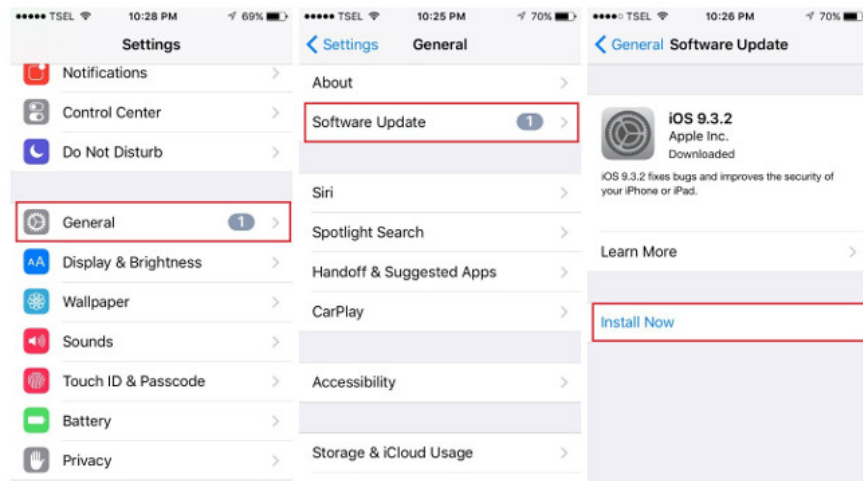 TSEL 10:28 PM 69%
Settings
Notifications
Control Center
Do Not Disturb
General 1
AA Display & Brightness
Wallpaper
Sounds
Touch ID & Passcode
Battery
Privacy
TSEL 10:25 PM 70%
Settings General
About
Software Update 1
Siri
Spotlight Search
Handoff & Suggested Apps
CarPlay
Accessibility
Storage & iCloud Usage
TSEL 10:26 PM 70%
General Software Update
iOS 9.3.2
Apple Inc.
Downloaded
iOS 9.3.2 fixes bugs and improves the security of
your iPhone or iPad.
Learn More
Install Now